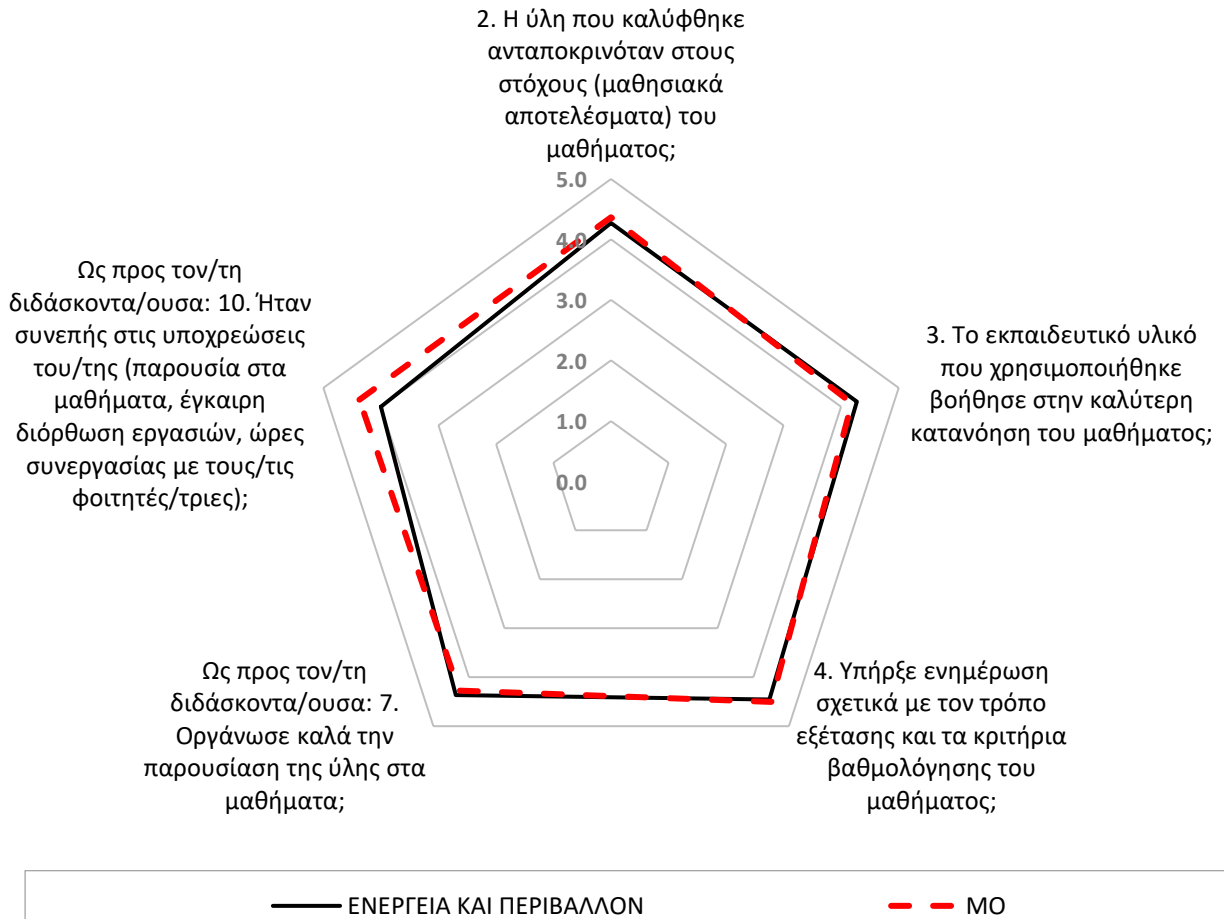 2. Η ύλη που καλύφθηκε
ανταποκρινόταν στους
στόχους (μαθησιακά
αποτελέσματα) του
μαθήματος;
5.0
4.0
3.0
2.0
1.0
0.0
Ως προς τον/τη
διδάσκοντα/ουσα: 10. Ήταν
συνεπής στις υποχρεώσεις
του/της (παρουσία στα
μαθήματα, έγκαιρη
διόρθωση εργασιών, ώρες
συνεργασίας με τους/τις
φοιτητές/τριες);
3. Το εκπαιδευτικό υλικό
που χρησιμοποιήθηκε
βοήθησε στην καλύτερη
κατανόηση του μαθήματος;
Ως προς τον/τη
διδάσκοντα/ουσα: 7.
Οργάνωσε καλά την
παρουσίαση της ύλης στα
μαθήματα;
4. Υπήρξε ενημέρωση
σχετικά με τον τρόπο
εξέτασης και τα κριτήρια
βαθμολόγησης του
μαθήματος;
ΕΝΕΡΓΕΙΑ ΚΑΙ ΠΕΡΙΒΑΛΛΟΝ
ΜΟ